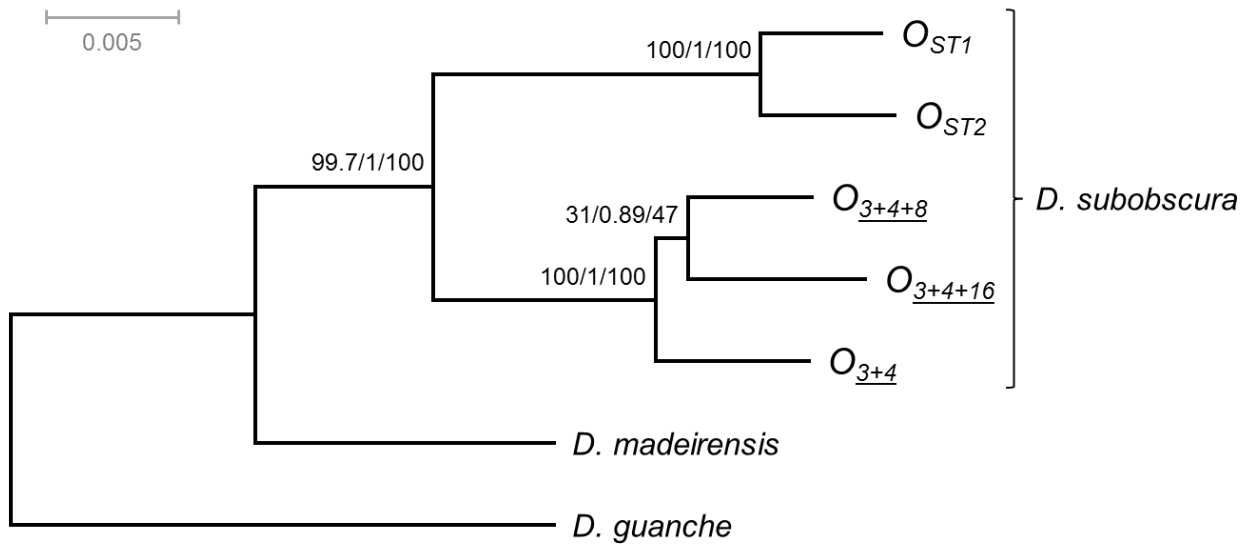 0.005
100/1/100
O_ST1
O_ST2
99.7/1/100
D. subobscura
31/0.89/47
O_3+4+8
100/1/100
O_3+4+16
O_3+4
D. madeirensis
D. guanche